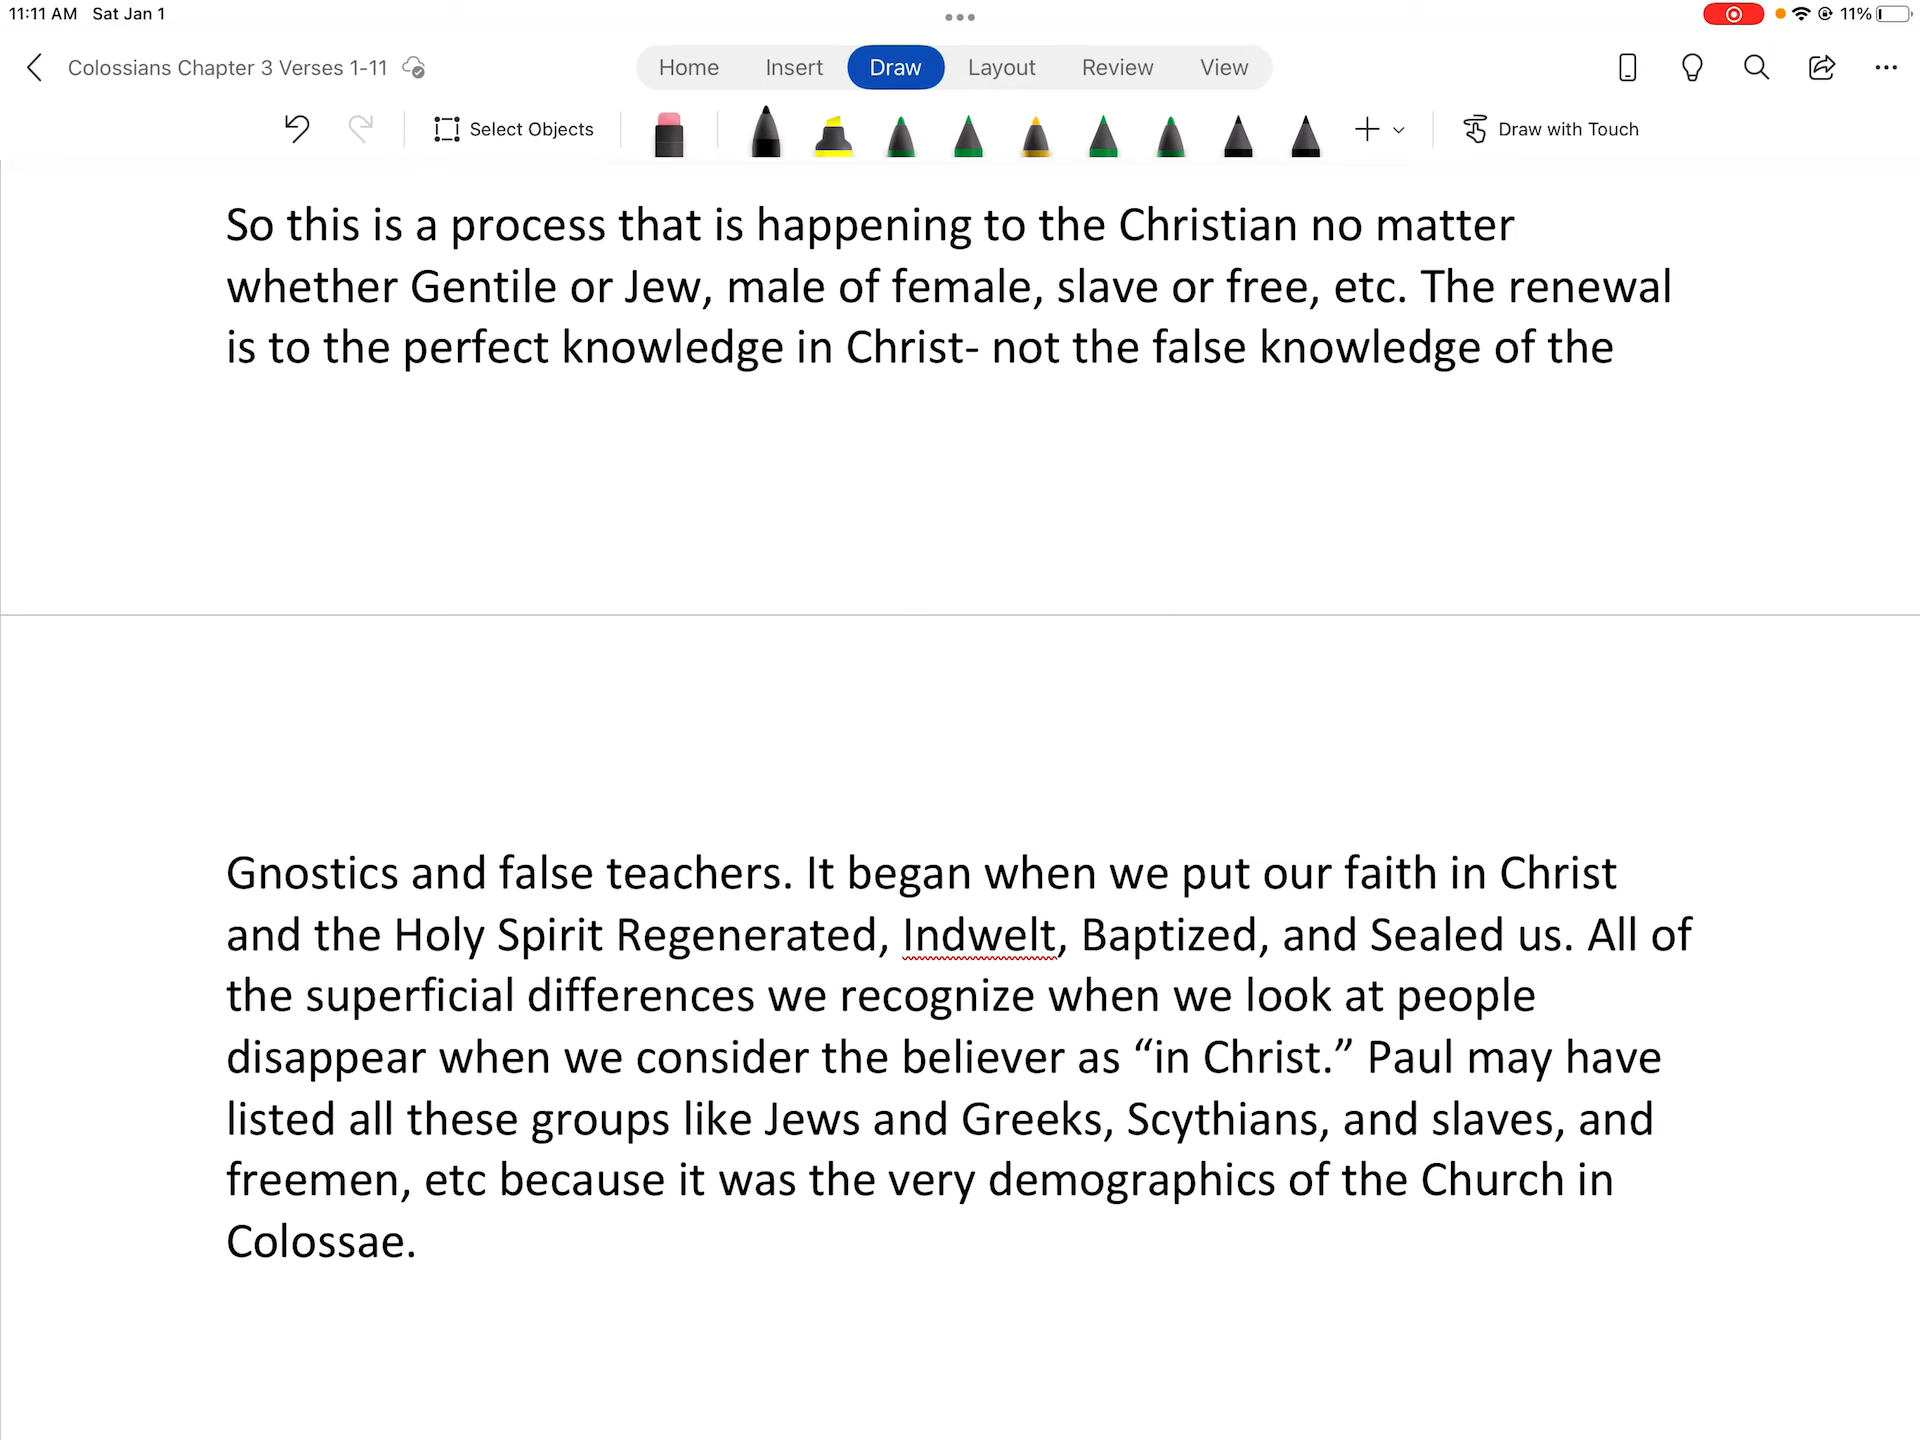 11:11 AM Sat Jan 1
11%
Colossians Chapter 3 Verses 1-11
Home Insert Draw Layout Review View
Select Objects
Draw with Touch
So this is a process that is happening to the Christian no matter
whether Gentile or Jew, male of female, slave or free, etc. The renewal
is to the perfect knowledge in Christ- not the false knowledge of the
Gnostics and false teachers. It began when we put our faith in Christ
and the Holy Spirit Regenerated, Indwelt, Baptized, and Sealed us. All of
the superficial differences we recognize when we look at people
disappear when we consider the believer as “in Christ.” Paul may have
listed all these groups like Jews and Greeks, Scythians, and slaves, and
freemen, etc because it was the very demographics of the Church in
Colossae.